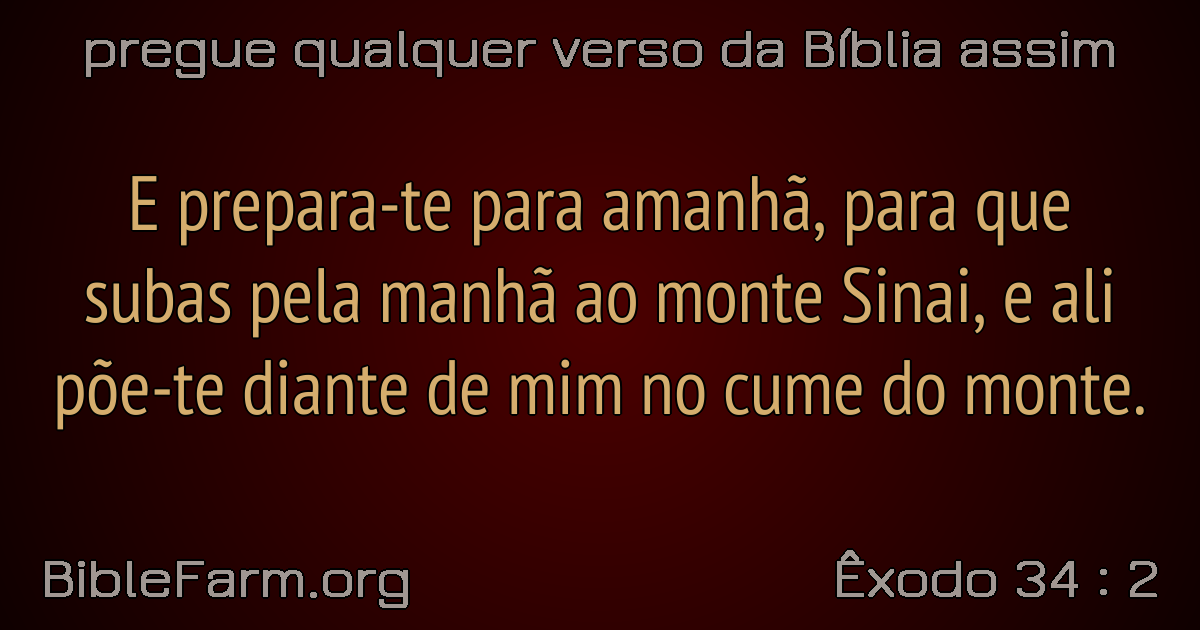 pregue qualquer verso da Bíblia assim
E prepara-te para amanhã, para que
subas pela manhã ao monte Sinai, e ali
põe-te diante de mim no cume do monte.
BibleFarm.org
Êxodo 34 : 2